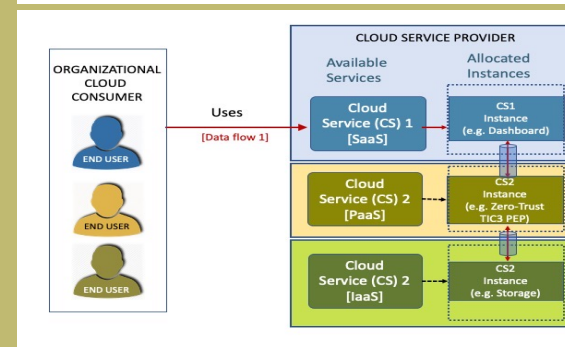 CLOUD SERVICE PROVIDER
ORGANIZATIONAL
CLOUD
CONSUMER
END USER
END USER
END USER
Uses
[Data flow 1]
Available
Services
Allocated
Instances
Cloud
Service (CS) 1
[SaaS]
CS1
Instance
(e.g. Dashboard)
Cloud
Service (CS) 2
[PaaS]
CS2
Instance
(e.g. Zero-Trust
TIC3 PEP)
Cloud
Service (CS) 2
[IaaS]
CS2
Instance
(e.g. Storage)